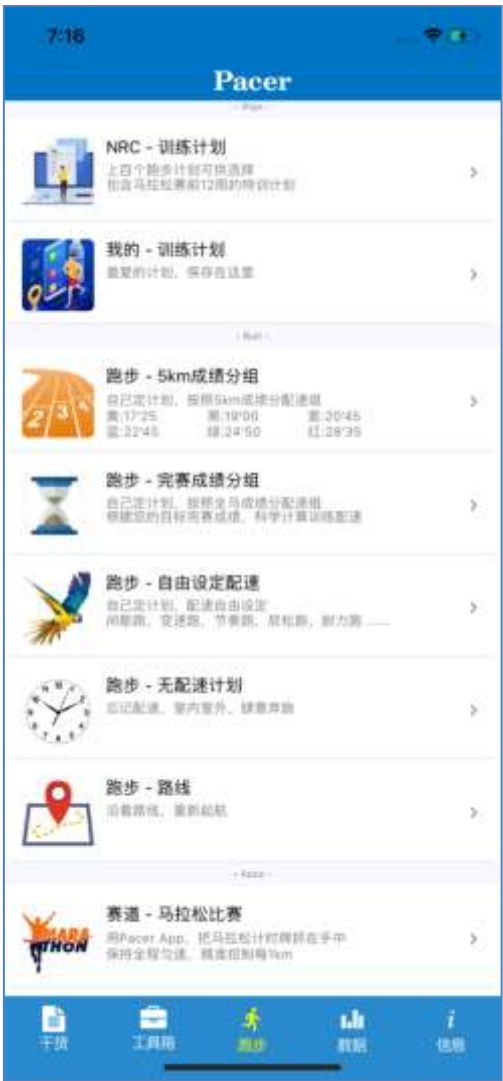 7:16
Pacer
- Plan -
NRC - 训练计划
上百个跑步计划可供选择
包含马拉松赛前12周的特训计划
我的 - 训练计划
喜爱的计划，保存在这里
- Run -
跑步 - 5km成绩分组
自己定计划，按照5km成绩分配速组
17'25 19'00 20'45
蓝:22'45 绿:24'50 红:28'35
2 3 4
跑步 - 完赛成绩分组
自己定计划，按照全马成绩分配速组
根据您的目标完赛成绩，科学计算训练配速
跑步 - 自由设定配速
自己定计划，配速自由设定
间歇跑、变速跑、节奏跑、放松跑、耐力跑......
跑步 - 无配速计划
忘记配速，室内室外，肆意奔跑
跑步 - 路线
沿着路线，重新起航
- Race -
赛道 - 马拉松比赛
用Pacer App，把马拉松计时牌抓在手中
保持全程匀速，精准控制每1km
MARA
THON
干货 工具箱 跑步 数据 信息